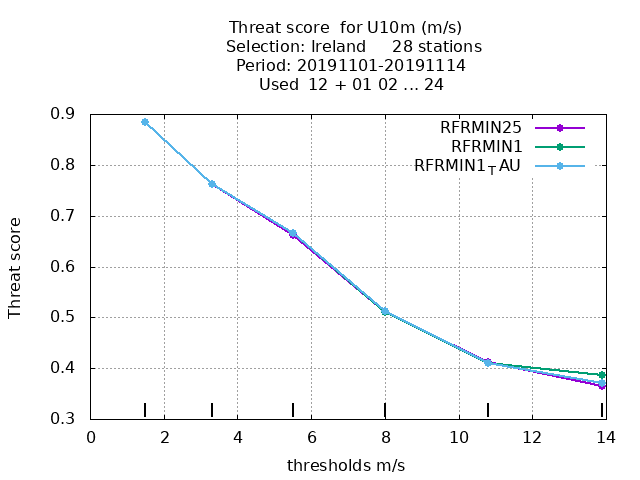 Threat score  for U10m (m/s)
Selection: Ireland     28 stations
Period: 20191101-20191114
Used  12 + 01 02 ... 24
RFRMIN25
RFRMIN1
RFRMIN1TAU
Threat score
0.9
0.8
0.7
0.6
0.5
0.4
0.3
0 2 4 6 8 10 12 14
thresholds m/s